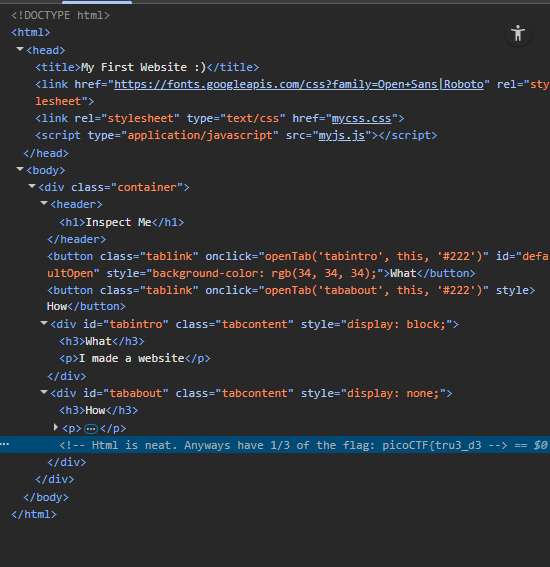 <!DOCTYPE html>
<html>
<head>
<title>My First Website :)</title>
<link href="https://fonts.googleapis.com/css?family=Open+Sans|Roboto" rel="sty
lesheet">
<link rel="stylesheet" type="text/css" href="mycss.css">
<script type="application/javascript" src="myjs.js"></script>
</head>
<body>
<div class="container">
<header>
<h1>Inspect Me</h1>
</header>
<button class="tablink" onclick="openTab('tabintro', this, '#222')" id="defa
ultOpen" style="background-color: rgb(34, 34, 34);">What</button>
<button class="tablink" onclick="openTab('tababout', this, '#222')" style>
How</button>
<div id="tabintro" class="tabcontent" style="display: block;">
<h3>What</h3>
<p>I made a website</p>
</div>
<div id="tababout" class="tabcontent" style="display: none;">
<h3>How</h3>
<p>…</p>
<!-- Html is neat. Anyways have 1/3 of the flag: picoCTF{tru3_d3 --> == $0
</div>
</div>
</body>
</html>